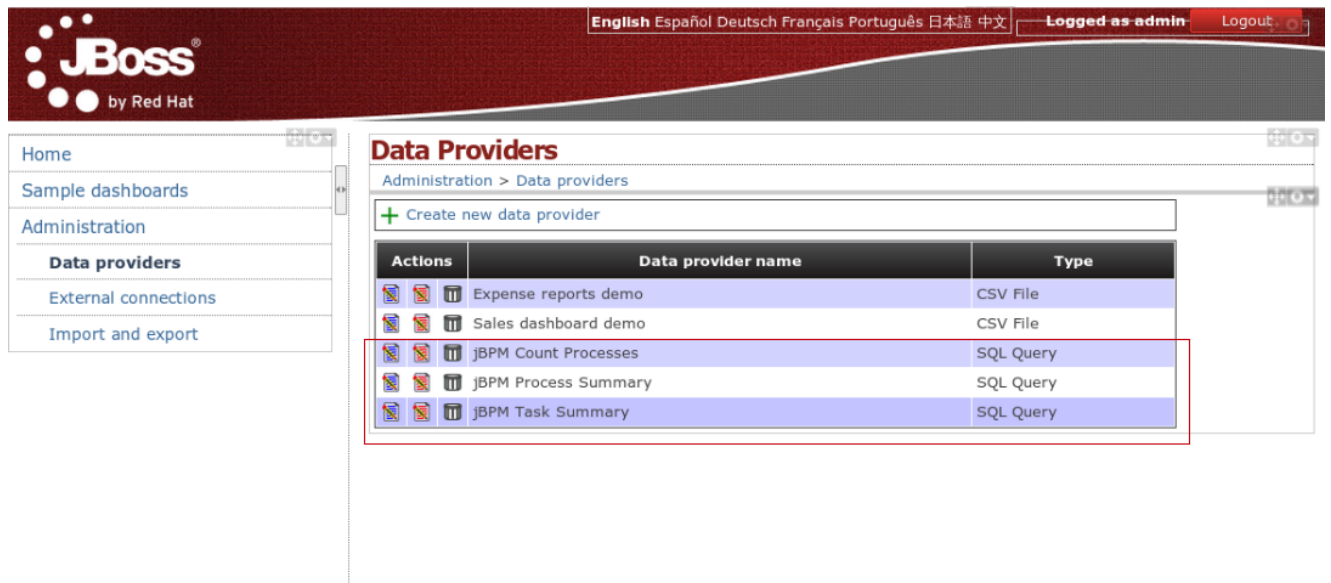 English Español Deutsch Français Português 日本語 中文 Logged as admin Logout
JBoss®
by Red Hat
Home
Sample dashboards
Administration
Data providers
External connections
Import and export
Data Providers
Administration > Data providers
Create new data provider
Actions Data provider name Type
Expense reports demo CSV File
Sales dashboard demo CSV File
jBPM Count Processes SQL Query
jBPM Process Summary SQL Query
jBPM Task Summary SQL Query